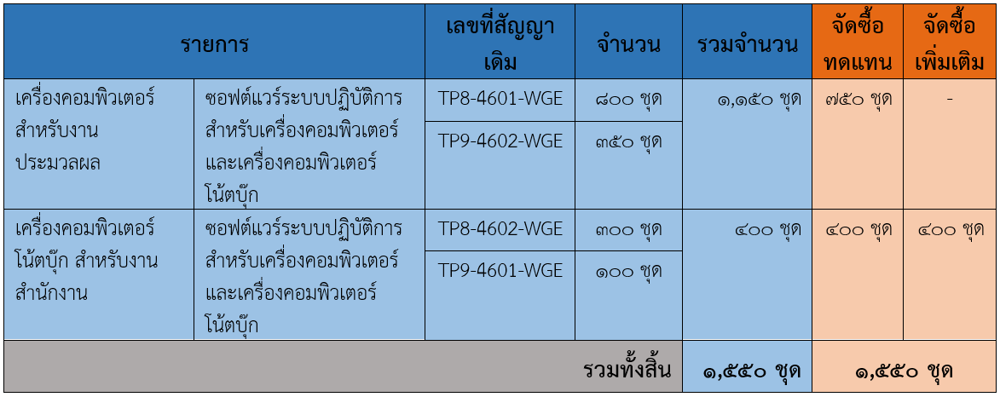 รายการ
เลขที่สัญญา
เดิม
จำนวน
รวมจำนวน
จัดซื้อ
ทดแทน
จัดซื้อ
เพิ่มเติม
เครื่องคอมพิวเตอร์
สำหรับงาน
ประมวลผล
ซอฟต์แวร์ระบบปฏิบัติการ
สำหรับเครื่องคอมพิวเตอร์
และเครื่องคอมพิวเตอร์
โน้ตบุ๊ก
TP8-4601-WGE
๘๐๐ ชุด
TP9-4602-WGE
๓๕๐ ชุด
๑,๑๕๐ ชุด
๗๕๐ ชุด
-
เครื่องคอมพิวเตอร์
โน้ตบุ๊ก สำหรับงาน
สำนักงาน
ซอฟต์แวร์ระบบปฏิบัติการ
สำหรับเครื่องคอมพิวเตอร์
และเครื่องคอมพิวเตอร์
โน้ตบุ๊ก
TP8-4602-WGE
๓๐๐ ชุด
TP9-4601-WGE
๑๐๐ ชุด
๔๐๐ ชุด
๔๐๐ ชุด
๔๐๐ ชุด
รวมทั้งสิ้น
๑,๕๕๐ ชุด
๑,๕๕๐ ชุด